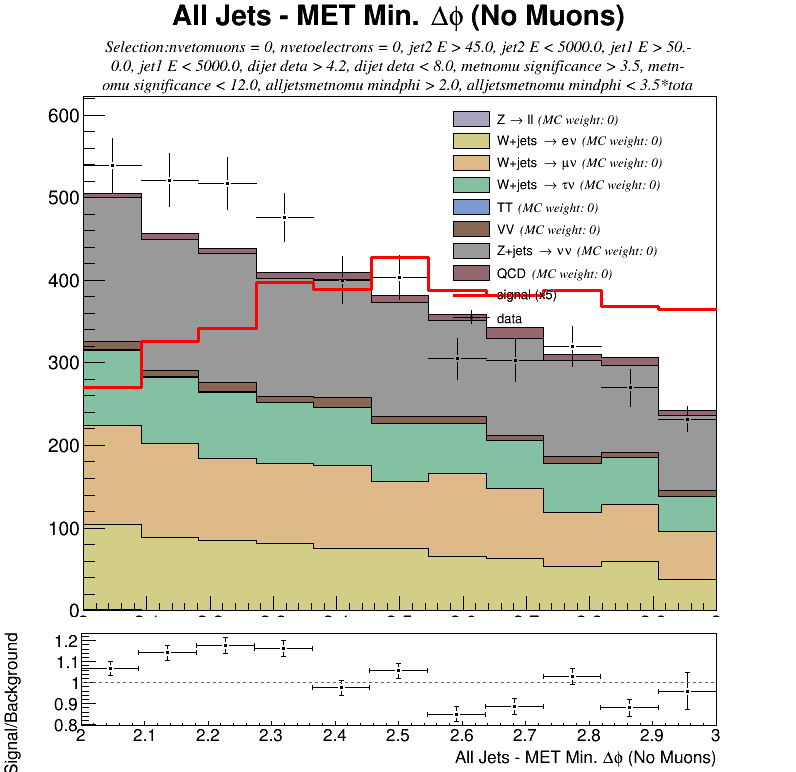 All Jets - MET Min. Δϕ (No Muons)
Selection:nvetomuons = 0, nvetoelectrons = 0, jet2 E > 45.0, jet2 E < 5000.0, jet1 E > 50.-
0.0, jet1 E < 5000.0, dijet deta > 4.2, dijet deta < 8.0, metnomu significance > 3.5, metn-
omu significance < 12.0, alljetsmetnomu mindphi > 2.0, alljetsmetnomu mindphi < 3.5*tota
600
500
400
300
200
100
0
Z → ll (MC weight: 0)
W+jets → eν (MC weight: 0)
W+jets → μν (MC weight: 0)
W+jets → τν (MC weight: 0)
TT (MC weight: 0)
VV (MC weight: 0)
Z+jets → νν (MC weight: 0)
QCD (MC weight: 0)
signal (x5)
data
Signal/Background
1.2
1.1
1
0.9
0.8
2 2.1 2.2 2.3 2.4 2.5 2.6 2.7 2.8 2.9 3
All Jets - MET Min. Δϕ (No Muons)